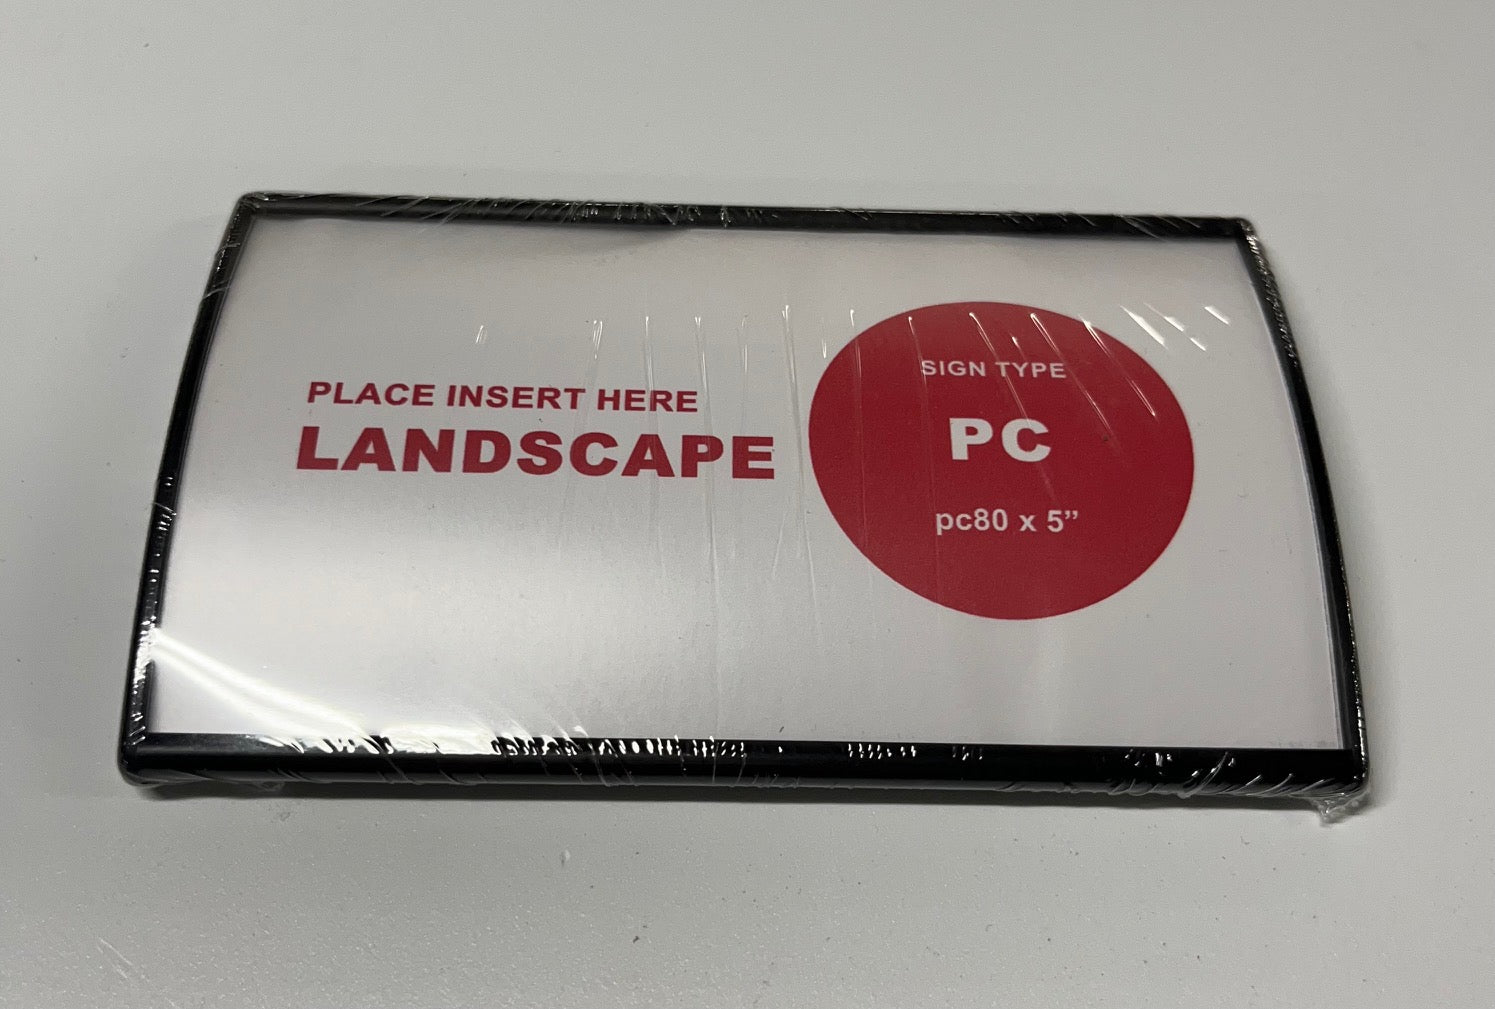 PLACE INSERT HERE
LANDSCAPE
SIGN TYPE
PC
pc80 x 5”